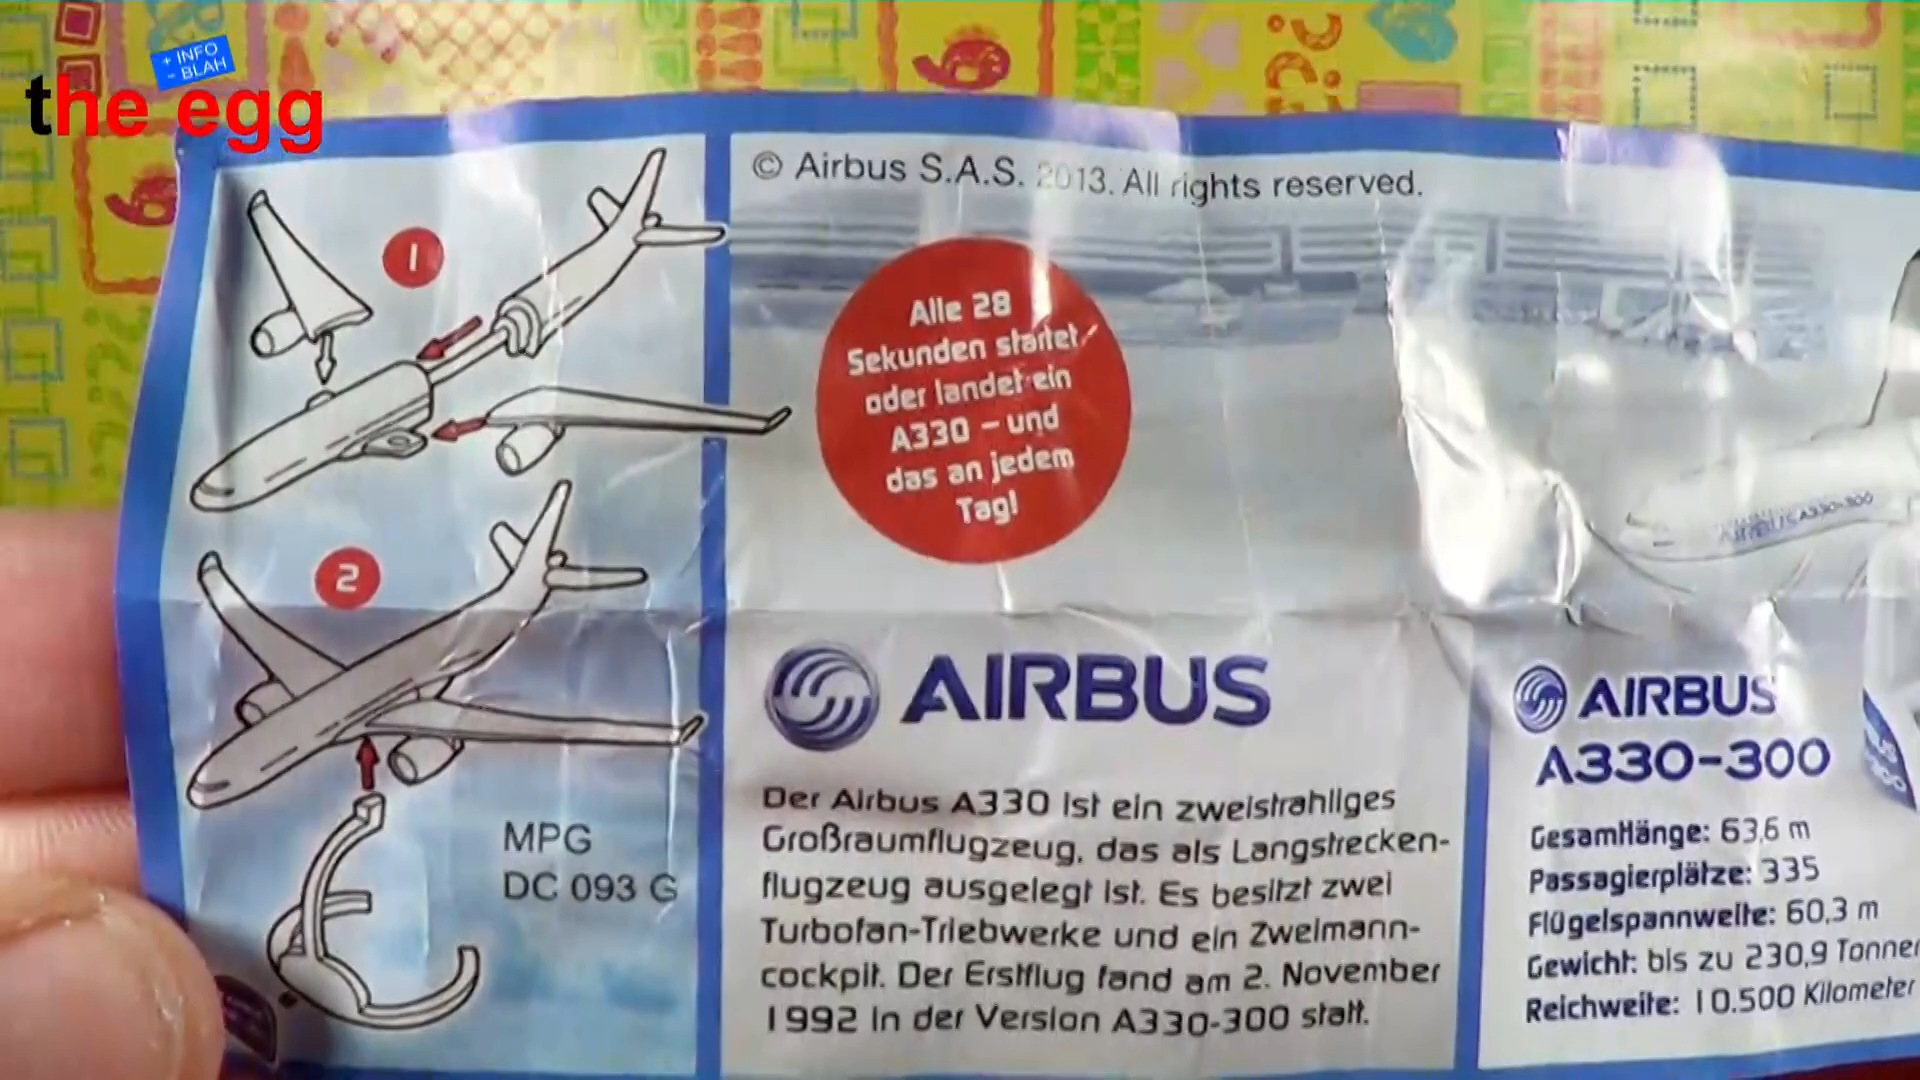 + INFO
- BLAH
the egg
1
2
MPG
DC 093 G
© Airbus S.A.S. 2013. All rights reserved.
Alle 28
Sekunden startet
oder landet ein
A330 – und
das an jedem
Tag!
AIRBUS
Der Airbus A330 ist ein zweistrahliges
Großraumflugzeug, das als Langstrecken-
flugzeug ausgelegt ist. Es besitzt zwei
Turbofan-Triebwerke und ein Zweimann-
cockpit. Der Erstflug fand am 2. November
1992 in der Version A330-300 statt.
AIRBUS A330-300
AIRBUS
A330-300
Gesamtlänge: 63,6 m
Passagierplätze: 335
Flügelspannweite: 60,3 m
Gewicht: bis zu 230,9 Tonnen
Reichweite: 10.500 Kilometer